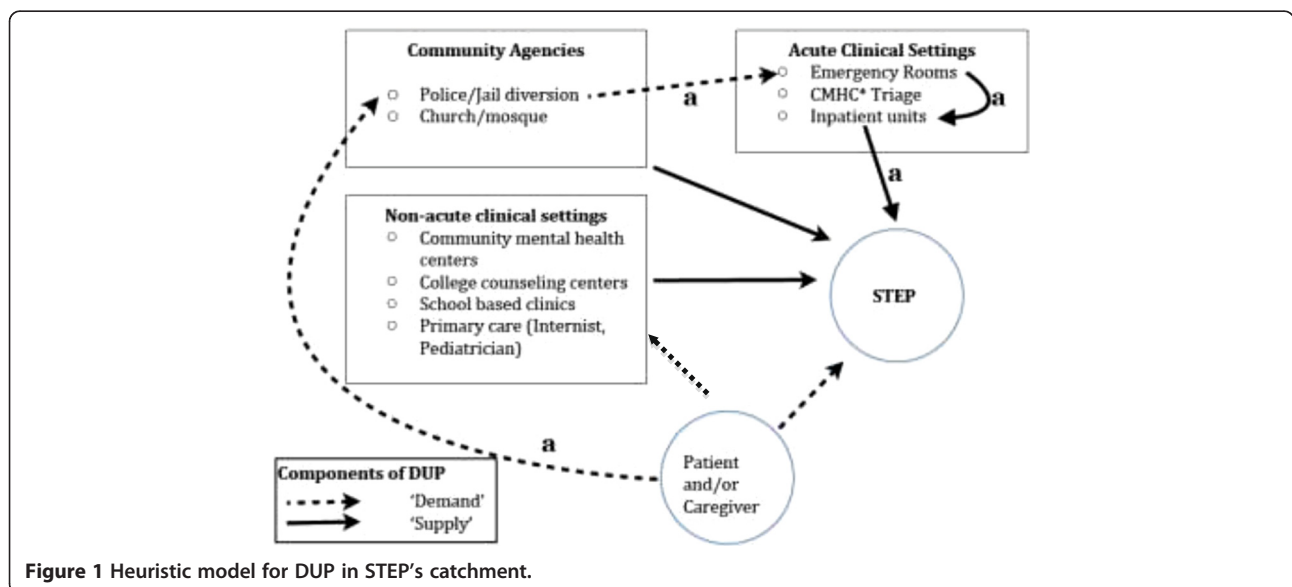 Community Agencies
Police/Jail diversion
Church/mosque
a
Acute Clinical Settings
Emergency Rooms
CMHC* Triage
Inpatient units
a
a
Non-acute clinical settings
Community mental health
centers
College counseling centers
School based clinics
Primary care (Internist,
Pediatrician)
STEP
a
Patient
and/or
Caregiver
Components of DUP
'Demand'
'Supply'
Figure 1 Heuristic model for DUP in STEP's catchment.